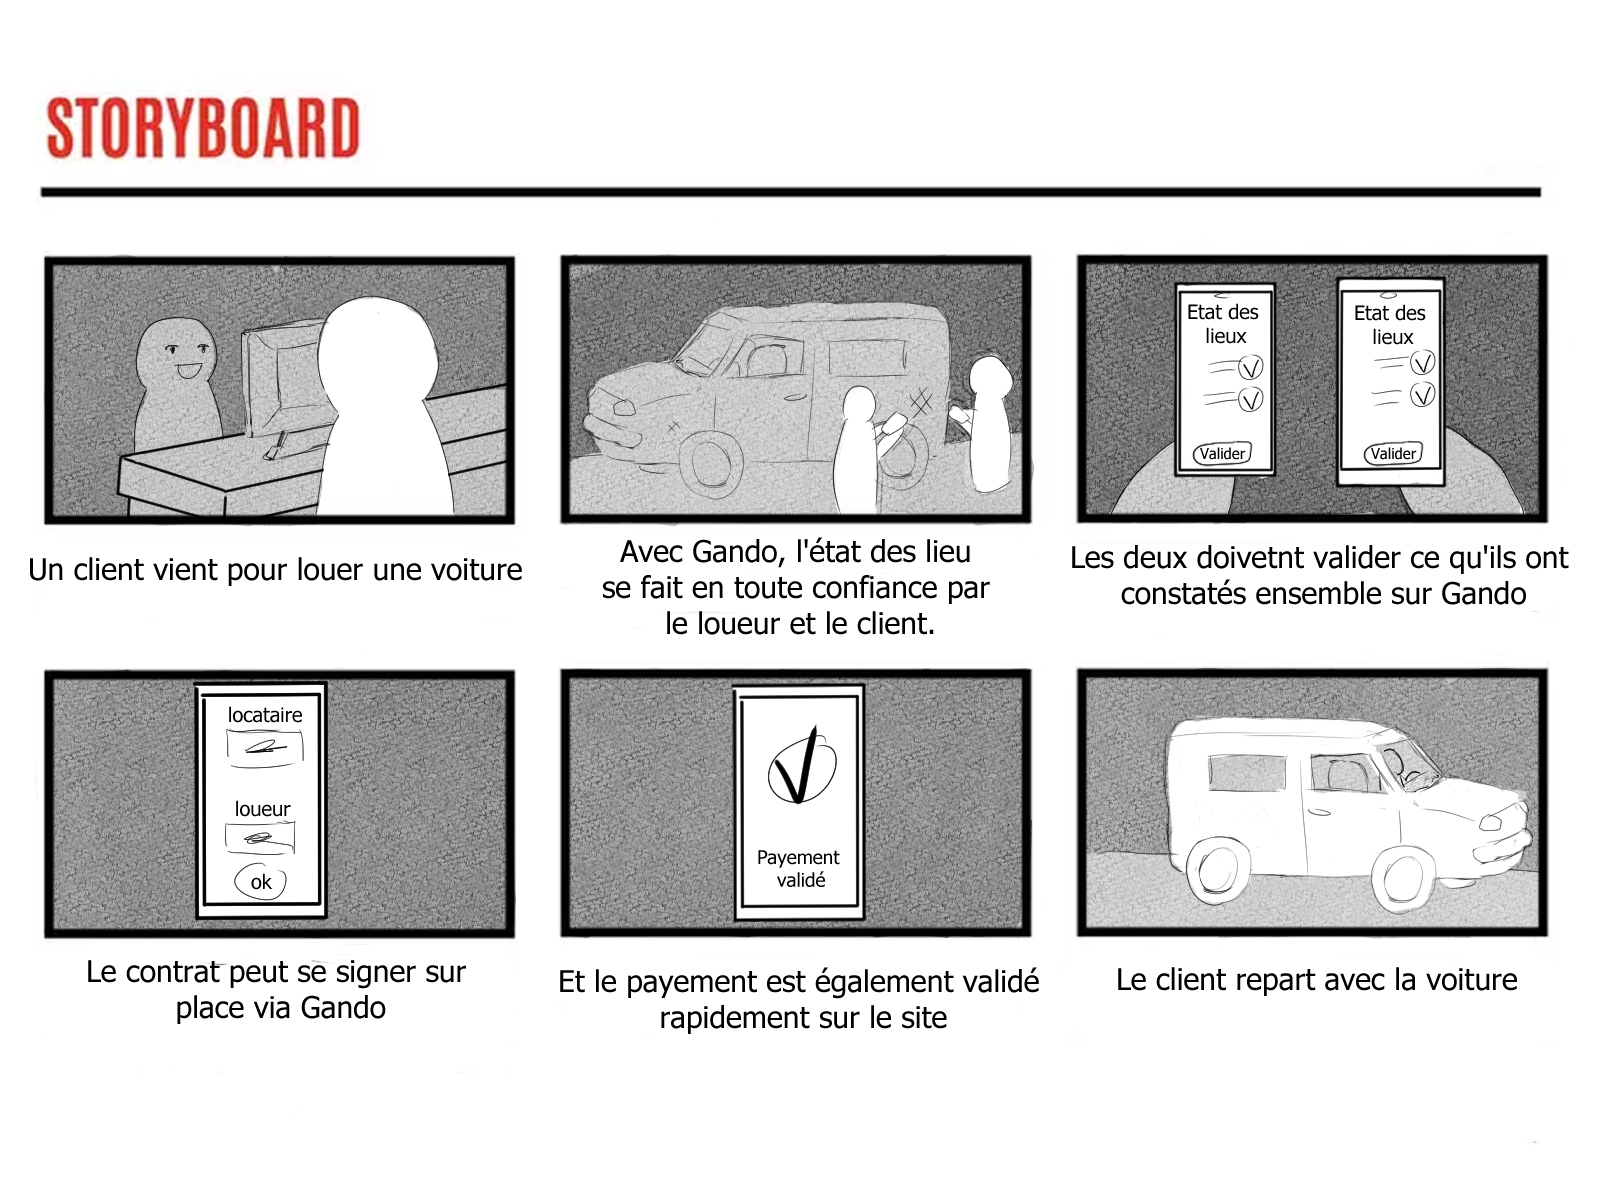 STORYBOARD
Etat des
lieux
Valider
Etat des
lieux
Valider
Un client vient pour louer une voiture
Avec Gando, l'état des lieu
se fait en toute confiance par
le loueur et le client.
Les deux doivetnt valider ce qu'ils ont
constatés ensemble sur Gando
locataire
loueur
ok
Payement
validé
Le contrat peut se signer sur
place via Gando
Et le payement est également validé
rapidement sur le site
Le client repart avec la voiture